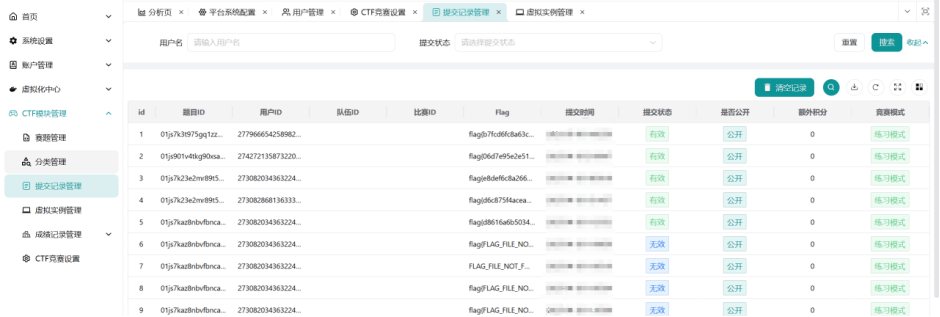 首页
系统设置
账户管理
虚拟化中心
CTF模块管理
赛题管理
分类管理
提交记录管理
虚拟实例管理
成绩记录管理
CTF竞赛设置
分析页 × 平台系统配置 × 用户管理 × CTF竞赛设置 × 提交记录管理 × 虚拟实例管理 ×
用户名 请输入用户名 提交状态 请选择提交状态 重置 搜索 收起
清空记录
id 题目ID 用户ID 队伍ID 比赛ID Flag 提交时间 提交状态 是否公开 额外积分 竞赛模式
1 01js7k3t975gq1zz... 277966654258982... flag{b7fcd6fc8a63c... 有效 公开 0 练习模式
2 01js901v4tkg90xsa... 274272135873220... flag{06d7e95e2e51... 有效 公开 0 练习模式
3 01js7k23e2mr89t5... 273082034363224... flag{e8def6c8a266... 有效 公开 0 练习模式
4 01js7k23e2mr89t5... 273082868136333... flag{d6c875f4acea... 有效 公开 0 练习模式
5 01js7kaz8nbvfbnca... 273082034363224... flag{d8616a6b5034... 有效 公开 0 练习模式
6 01js7kaz8nbvfbnca... 273082034363224... flag{FLAG_FILE_NO... 无效 公开 0 练习模式
7 01js7kaz8nbvfbnca... 273082034363224... FLAG_FILE_NOT_F... 无效 公开 0 练习模式
8 01js7kaz8nbvfbnca... 273082034363224... flag{FLAG_FILE_NO... 无效 公开 0 练习模式
9 01js7kaz8nbvfbnca... 273082034363224... flag{FLAG_FILE_NO... 无效 公开 0 练习模式